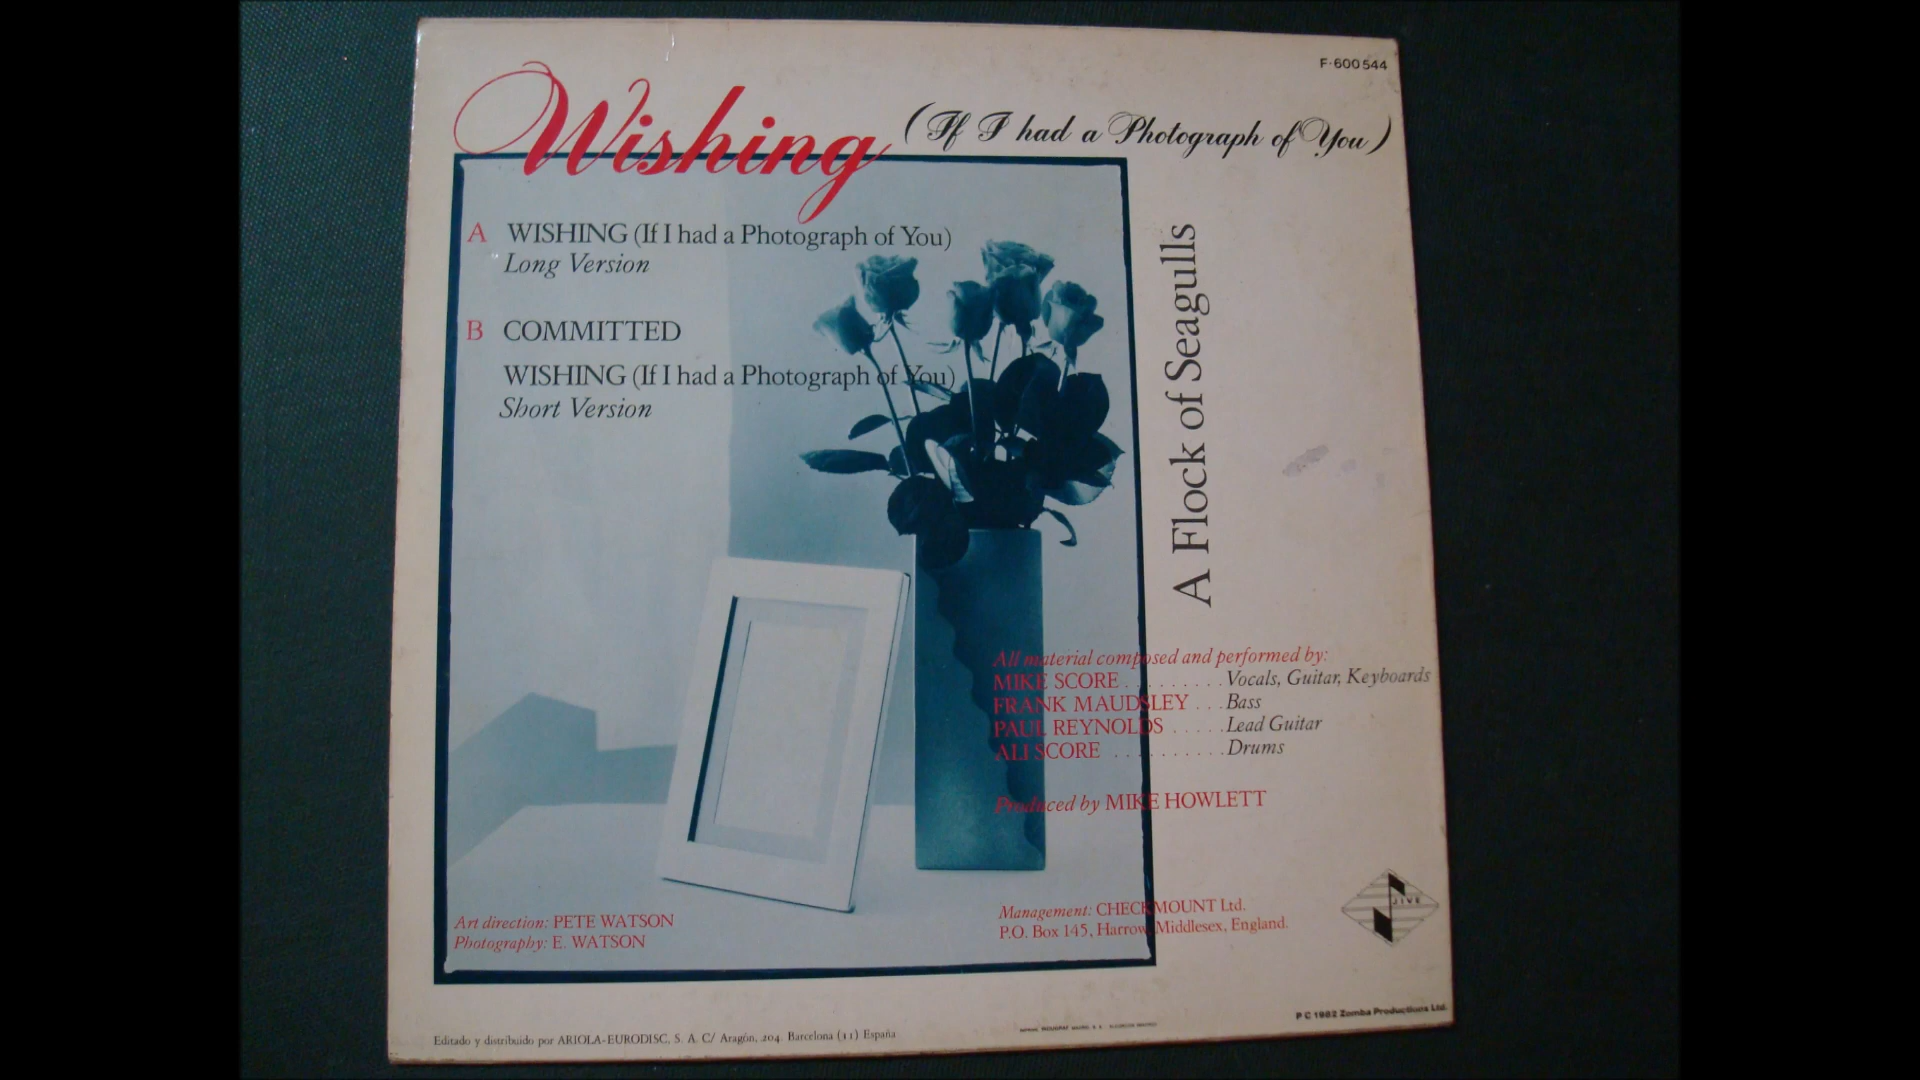 F-600544
Wishing (If I had a Photograph of You)
A WISHING (If I had a Photograph of You)
Long Version
B COMMITTED
WISHING (If I had a Photograph of You)
Short Version
A Flock of Seagulls
All material composed and performed by:
MIKE SCORE . . . . . . . . . Vocals, Guitar, Keyboards
FRANK MAUDSLEY . . . Bass
PAUL REYNOLDS . . . . . Lead Guitar
ALI SCORE . . . . . . . . . . Drums
Produced by MIKE HOWLETT
Art direction: PETE WATSON
Photography: E. WATSON
Management: CHECKMOUNT Ltd.
P.O. Box 145, Harrow, Middlesex, England.
JIVE
P C 1982 Zomba Productions Ltd.
Editado y distribuido por ARIOLA-EURODISC, S. A. C/ Aragón, 204. Barcelona (11) España